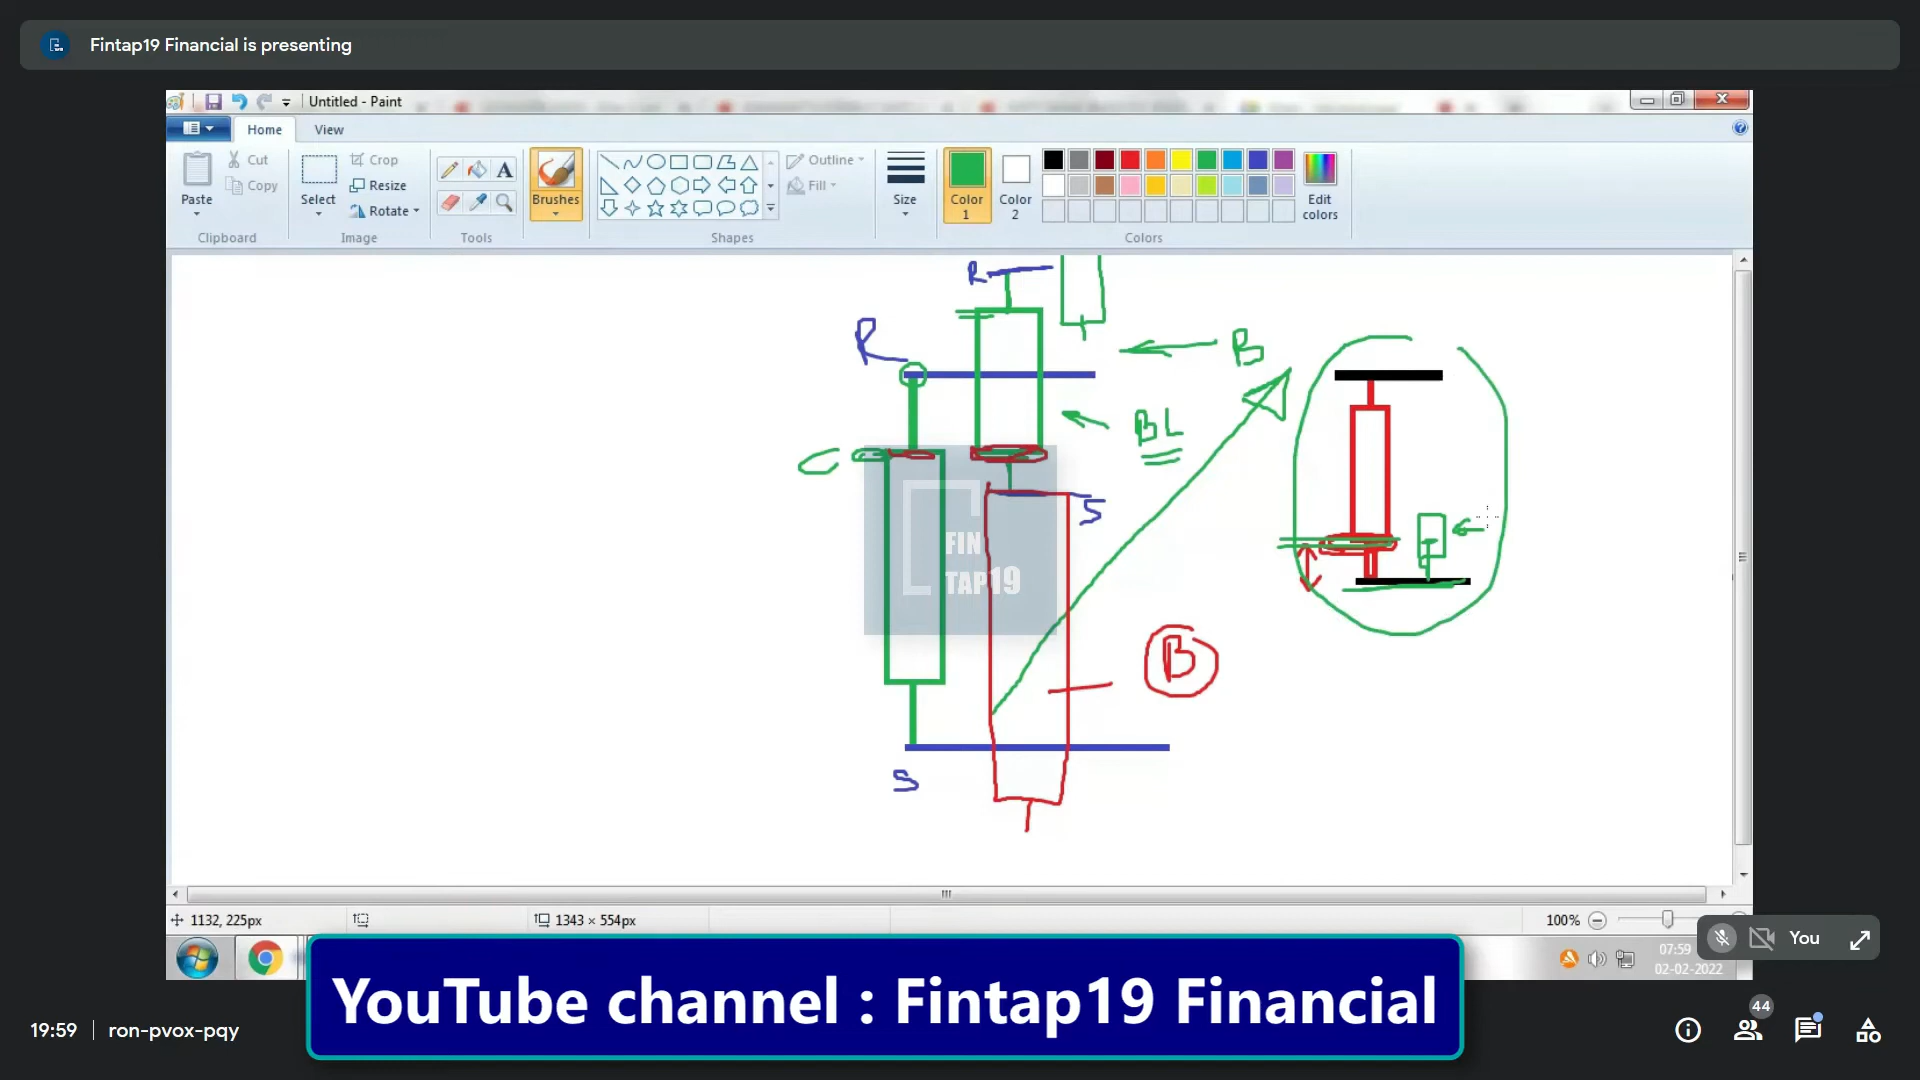 Fintap19 Financial is presenting
Untitled - Paint
Home
View
Paste
Cut
Copy
Clipboard
Select
Crop
Resize
Rotate
Image
A
Tools
Brushes
Outline
Fill
Shapes
Size
Color 1
Color 2
Edit colors
Colors
R
R
B
BL
C
S
FIN
TAP19
B
S
1132, 225px
1343 × 554px
100%
07:59
02-02-2022
You
YouTube channel : Fintap19 Financial
19:59
ron-pvox-pqy
44